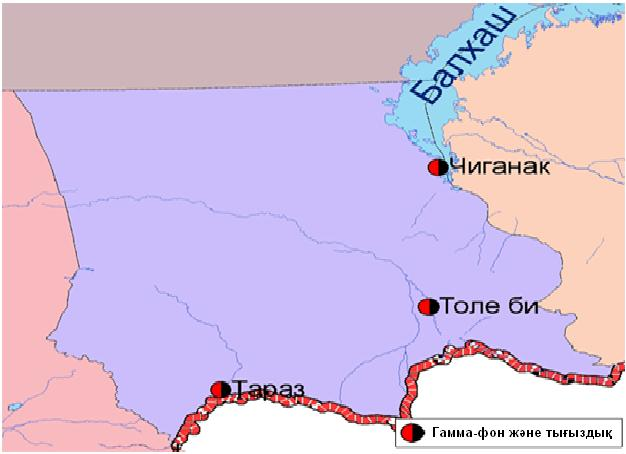 Балхаш
Чиганак
Толе би
Тараз
Гамма-фон және тығыздық